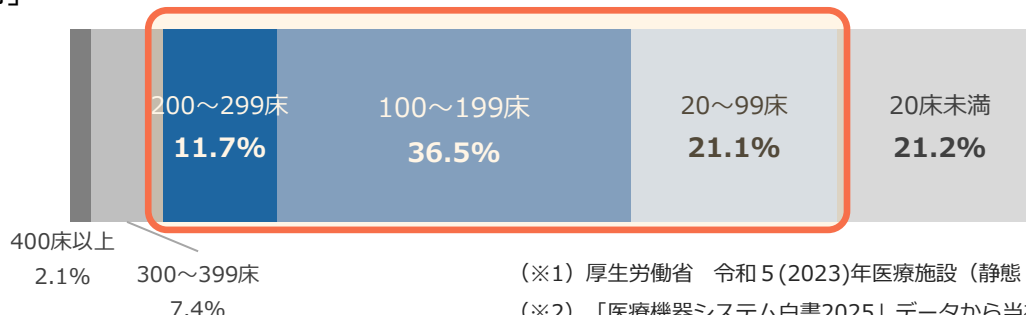 200～299床
11.7%
100～199床
36.5%
20～99床
21.1%
20床未満
21.2%
400床以上
2.1%
300～399床
7.4%
（※1）厚生労働省　令和５(2023)年医療施設（静態
（※2）「医療機器システム白書2025」データから当